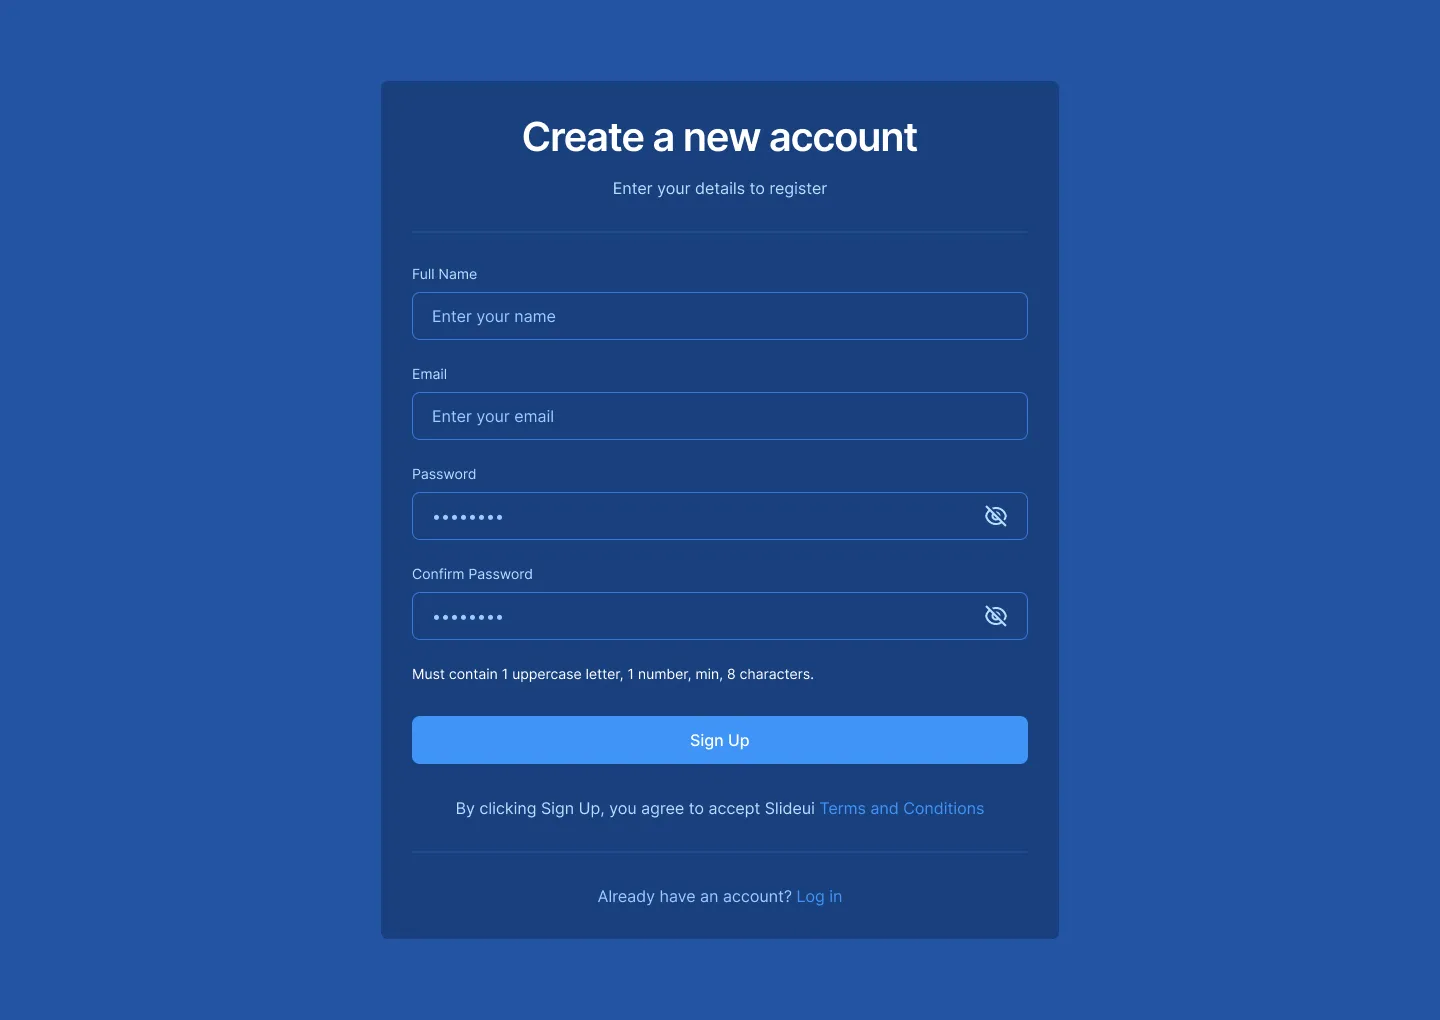 Create a new account
Enter your details to register
Full Name
Enter your name
Email
Enter your email
Password
••••••••
Confirm Password
••••••••
Must contain 1 uppercase letter, 1 number, min, 8 characters.
Sign Up
By clicking Sign Up, you agree to accept Slideui Terms and Conditions
Already have an account? Log in